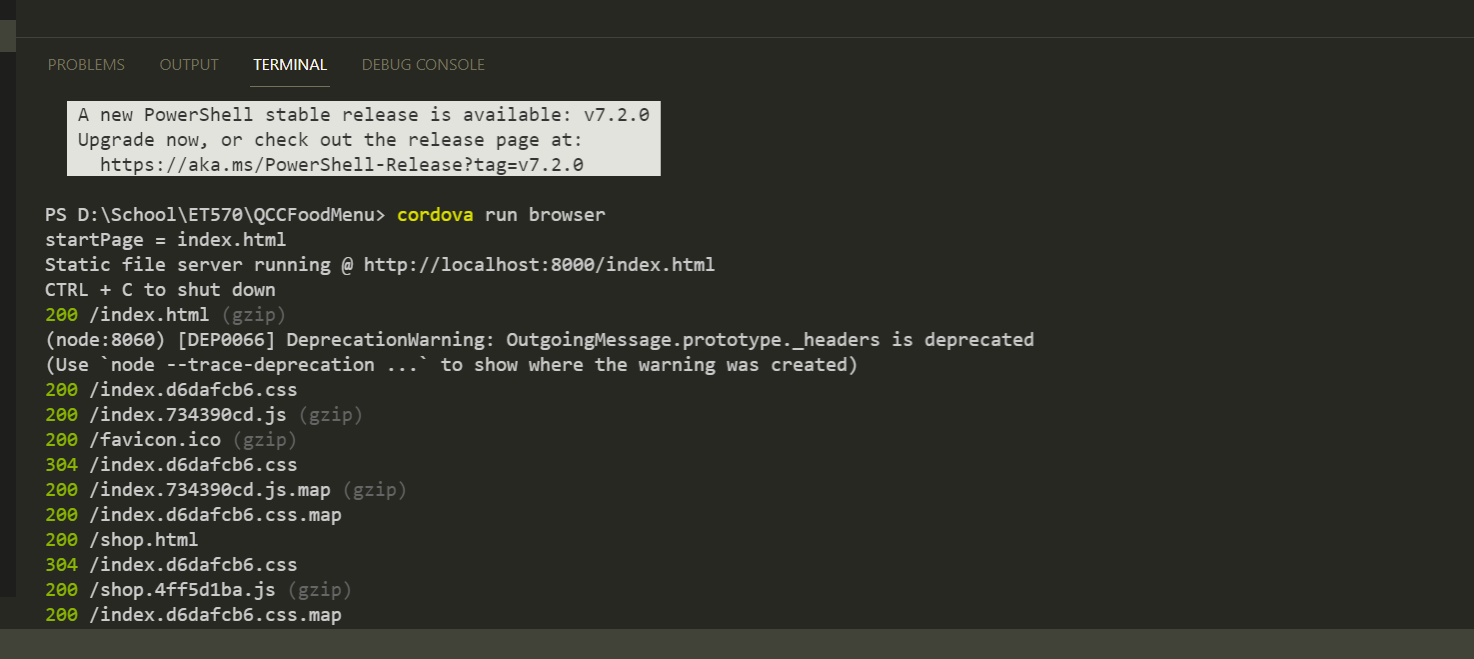 PROBLEMS OUTPUT TERMINAL DEBUG CONSOLE
A new PowerShell stable release is available: v7.2.0
Upgrade now, or check out the release page at:
https://aka.ms/PowerShell-Release?tag=v7.2.0
PS D:\School\ET570\QCCFoodMenu> cordova run browser
startPage = index.html
Static file server running @ http://localhost:8000/index.html
CTRL + C to shut down
200 /index.html (gzip)
(node:8060) [DEP0066] DeprecationWarning: OutgoingMessage.prototype._headers is deprecated
(Use `node --trace-deprecation ...` to show where the warning was created)
200 /index.d6dafcb6.css
200 /index.734390cd.js (gzip)
200 /favicon.ico (gzip)
304 /index.d6dafcb6.css
200 /index.734390cd.js.map (gzip)
200 /index.d6dafcb6.css.map
200 /shop.html
304 /index.d6dafcb6.css
200 /shop.4ff5d1ba.js (gzip)
200 /index.d6dafcb6.css.map